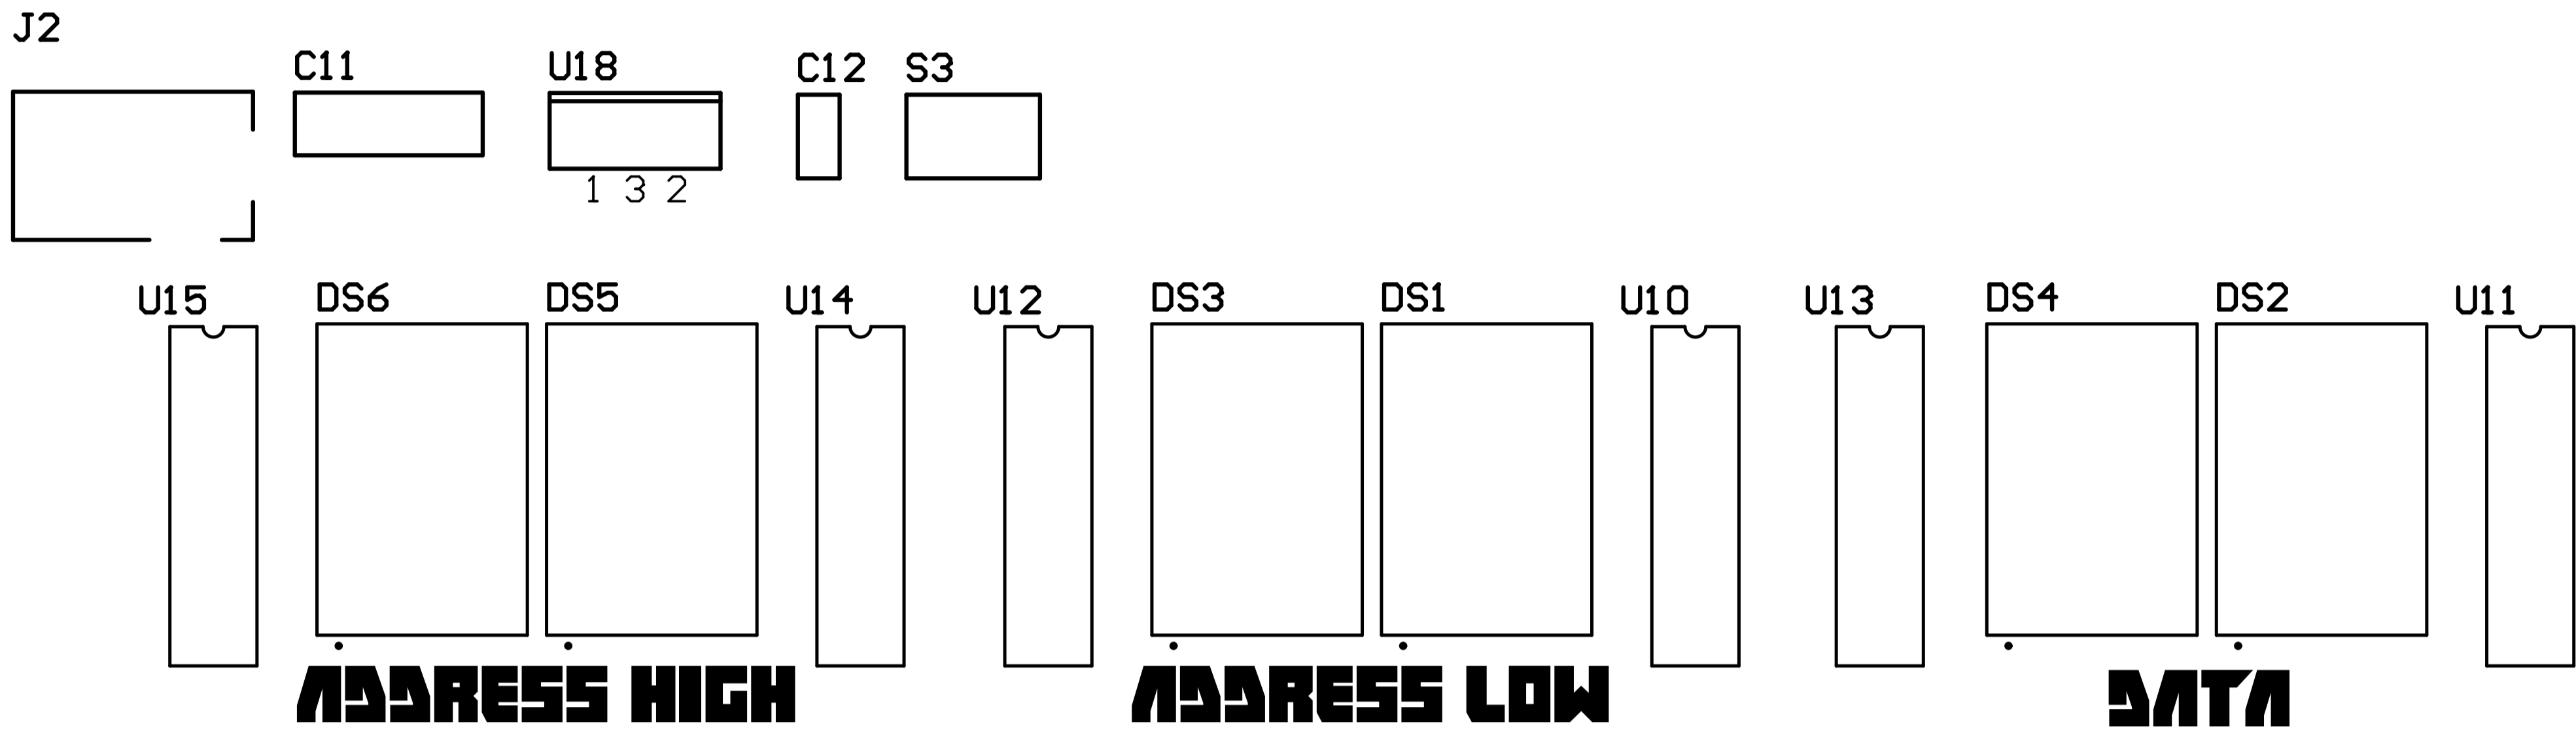 J2
C11 U18 C12 S3
1 3 2
U15 DS6 DS5 U14 U12 DS3 DS1 U10 U13 DS4 DS2 U11
ADDRESS HIGH ADDRESS LOW DATA